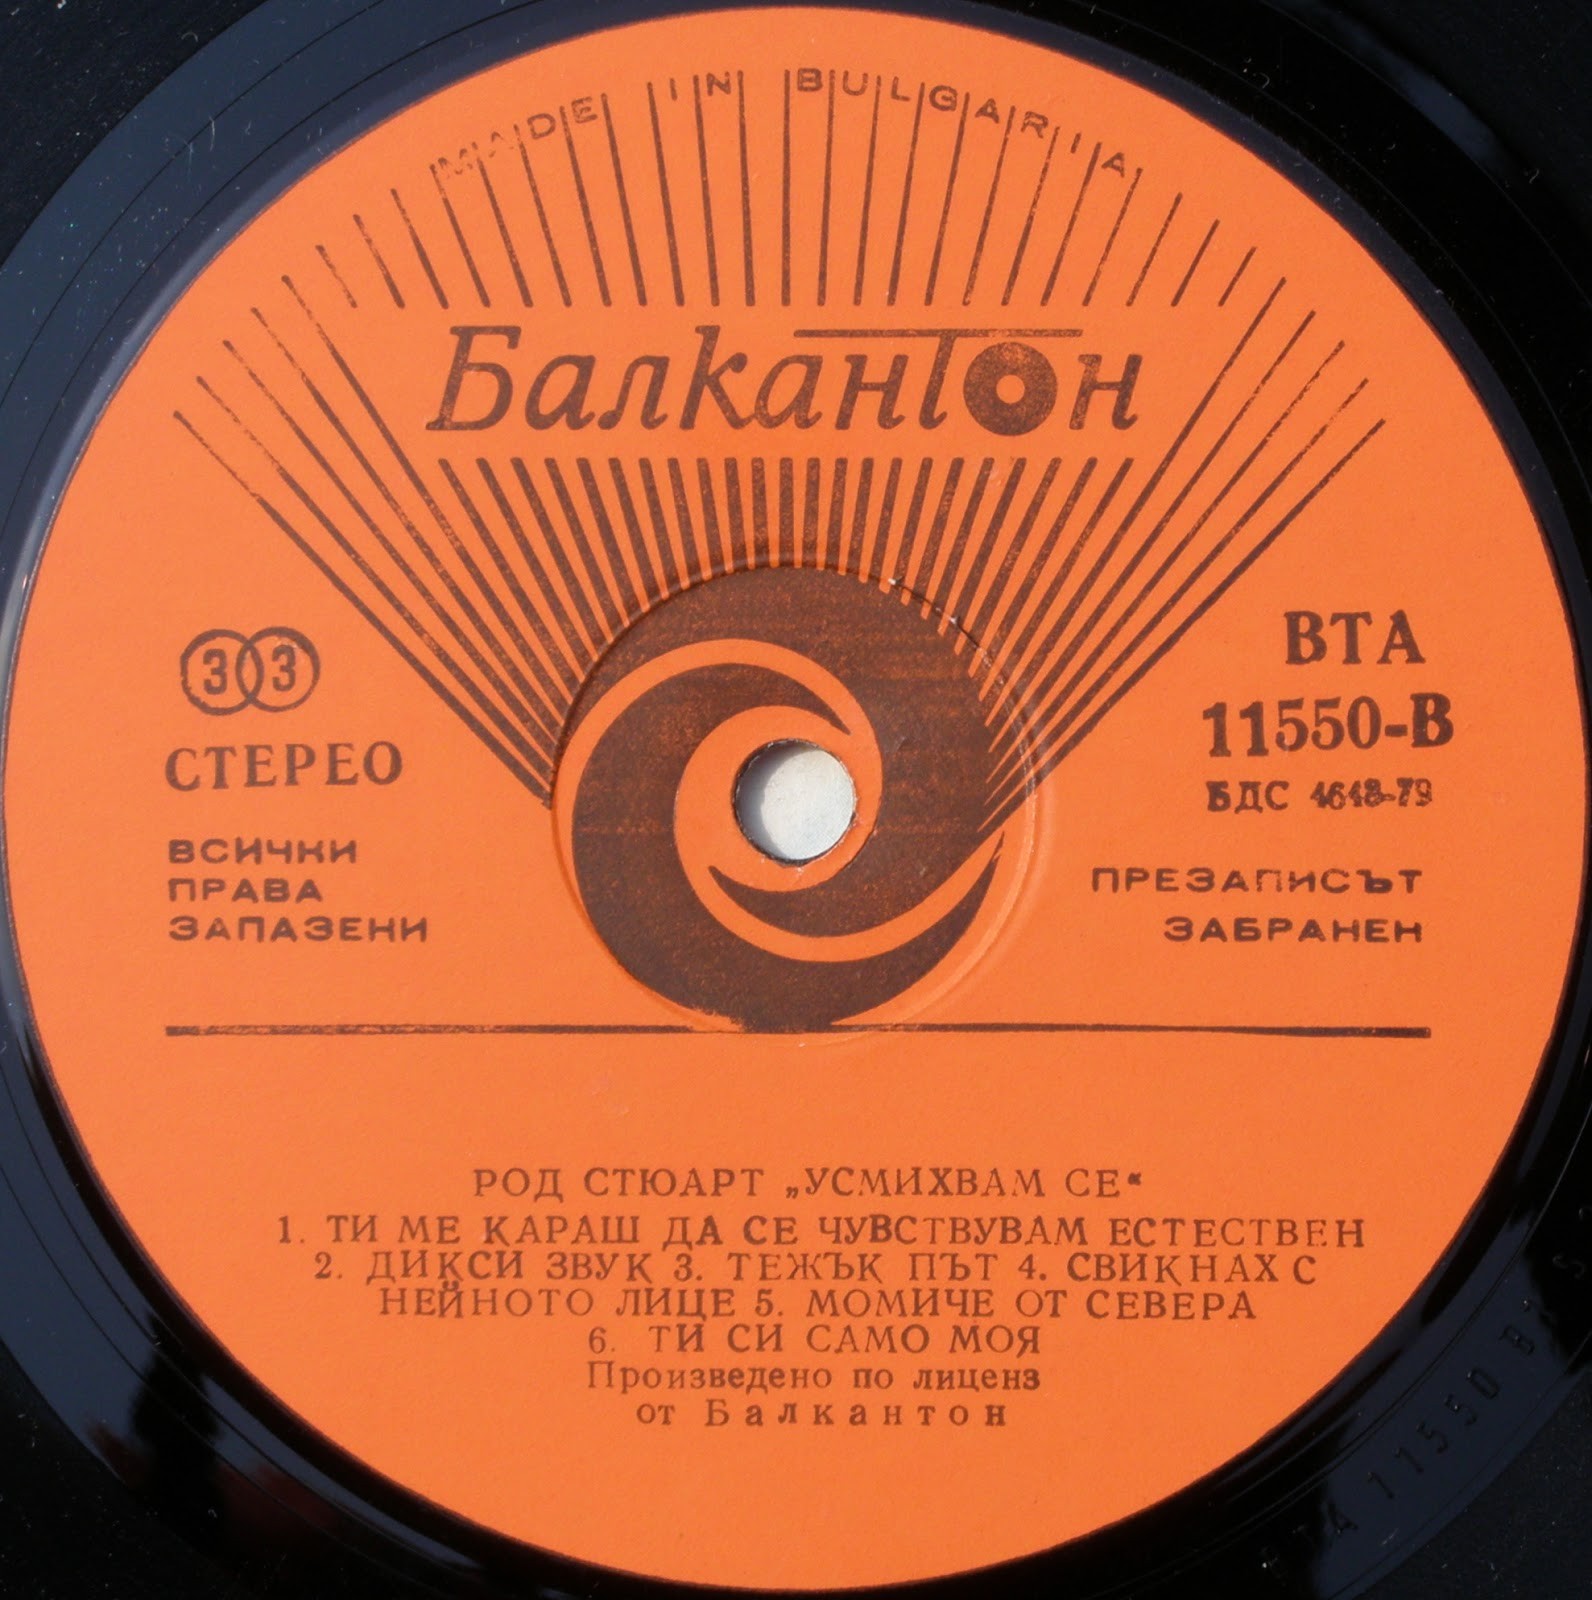 MADE IN BULGARIA
Балкантон
33
СТЕРЕО
ВСИЧКИ
ПРАВА
ЗАПАЗЕНИ
ВТА
11550-В
БДС 4648-79
ПРЕЗАПИСЪТ
ЗАБРАНЕН
РОД СТЮАРТ „УСМИХВАМ СЕ“
1. ТИ МЕ КАРАШ ДА СЕ ЧУВСТВУВАМ ЕСТЕСТВЕН
2. ДИКСИ ЗВУК 3. ТЕЖЪК ПЪТ 4. СВИКНАХ С
НЕЙНОТО ЛИЦЕ 5. МОМИЧЕ ОТ СЕВЕРА
6. ТИ СИ САМО МОЯ
Произведено по лиценз
от Балкантон
11550